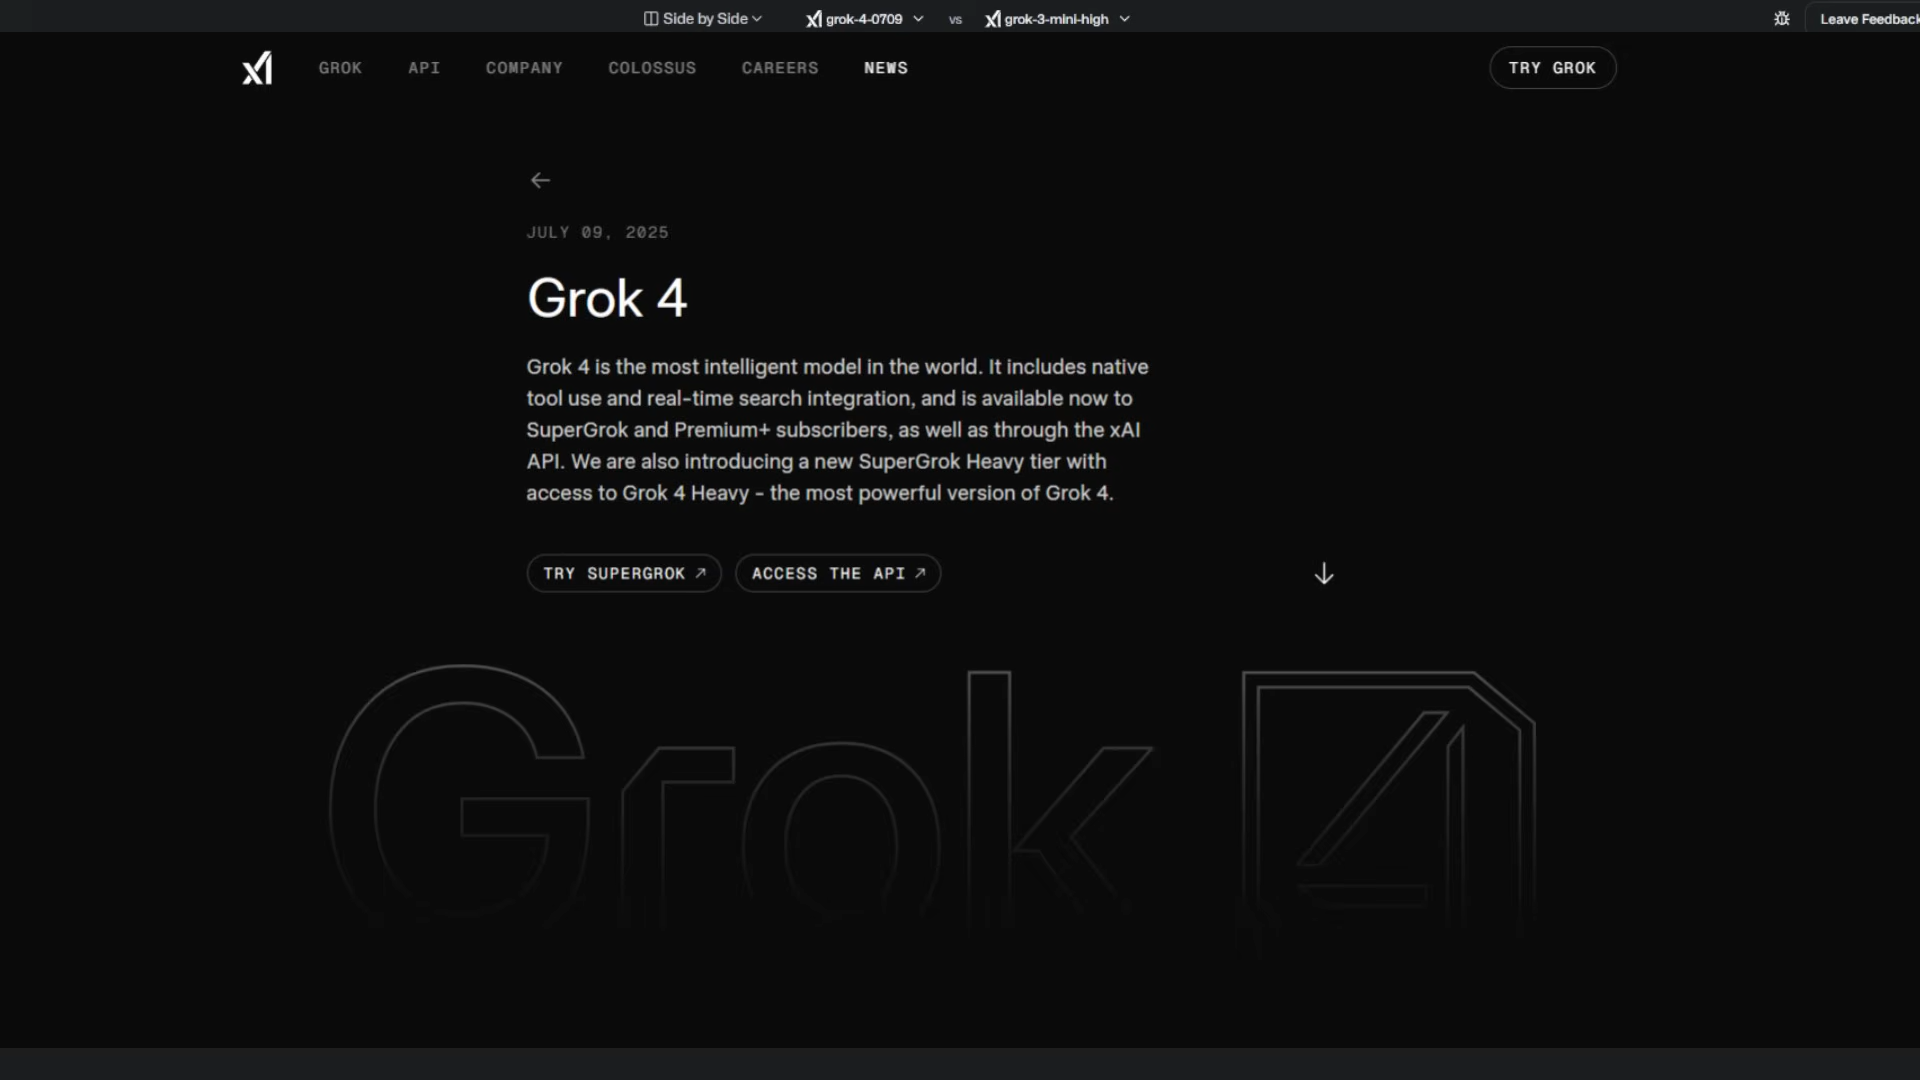 Side by Side grok-4-0709 vs grok-3-mini-high Leave Feedback
xAI GROK API COMPANY COLOSSUS CAREERS NEWS TRY GROK
JULY 09, 2025
Grok 4
Grok 4 is the most intelligent model in the world. It includes native
tool use and real-time search integration, and is available now to
SuperGrok and Premium+ subscribers, as well as through the xAI
API. We are also introducing a new SuperGrok Heavy tier with
access to Grok 4 Heavy - the most powerful version of Grok 4.
TRY SUPERGROK ACCESS THE API
Grok 4